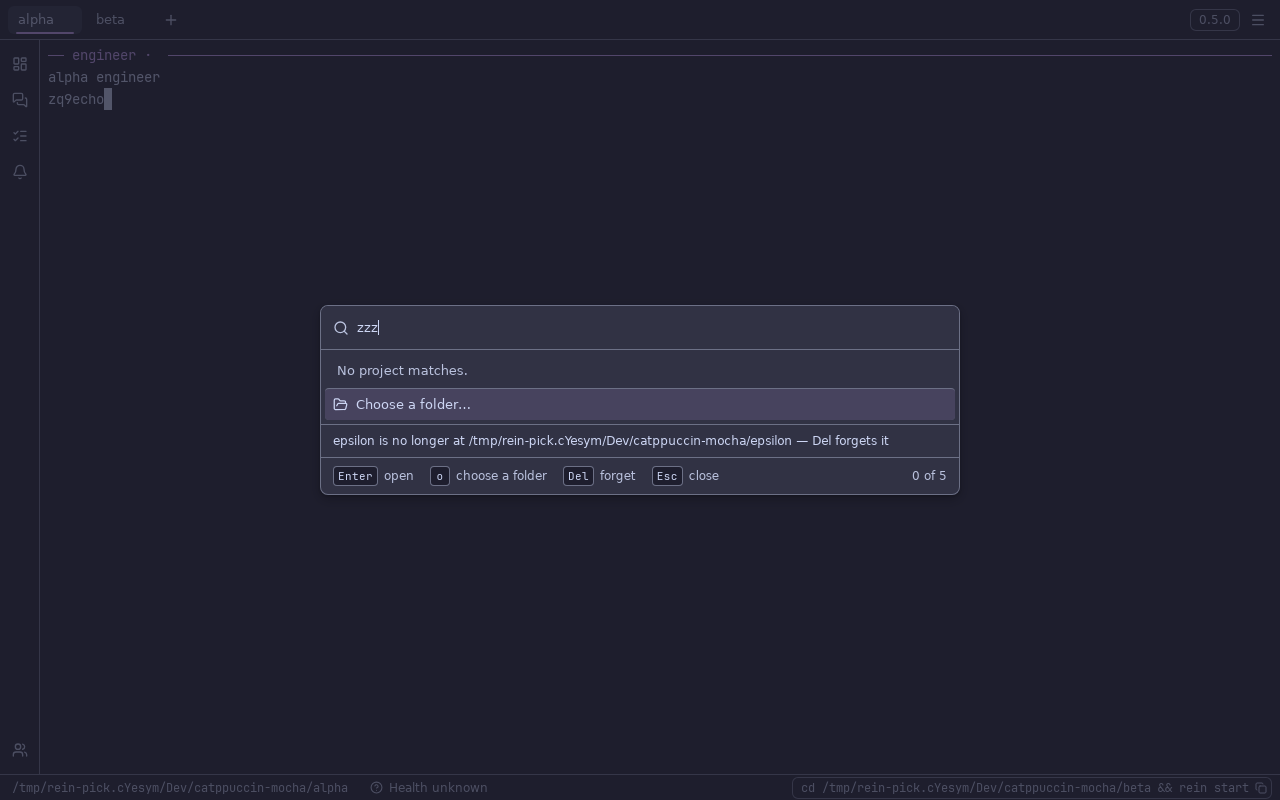 alpha beta 0.5.0
engineer ·
alpha engineer
zq9echo
zzz
No project matches.
Choose a folder...
epsilon is no longer at /tmp/rein-pick.cYesym/Dev/catppuccin-mocha/epsilon — Del forgets it
Enter open o choose a folder Del forget Esc close 0 of 5
/tmp/rein-pick.cYesym/Dev/catppuccin-mocha/alpha Health unknown cd /tmp/rein-pick.cYesym/Dev/catppuccin-mocha/beta && rein start